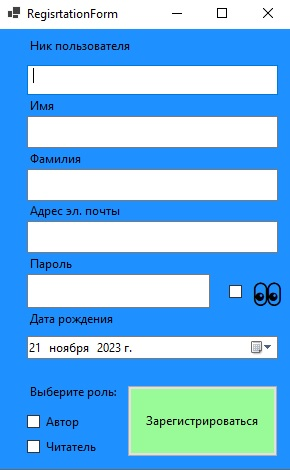 RegisrtationForm
Ник пользователя
Имя
Фамилия
Адрес эл. почты
Пароль
Дата рождения
21 ноября 2023 г.
Выберите роль:
Автор
Зарегистрироваться
Читатель